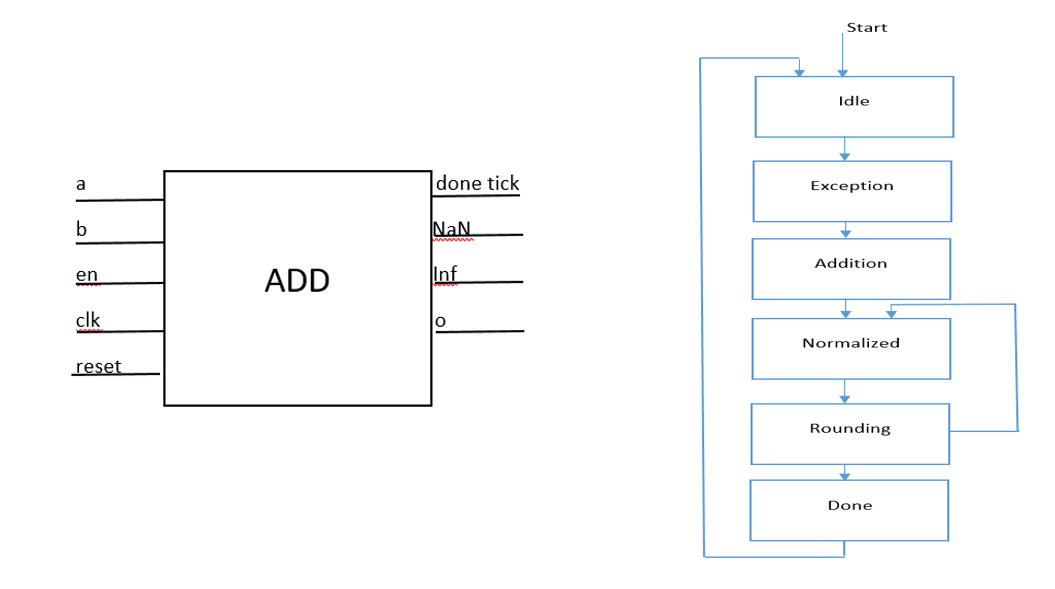 a
b
en
clk
reset
ADD
done tick
NaN
Inf
o
Start
Idle
Exception
Addition
Normalized
Rounding
Done